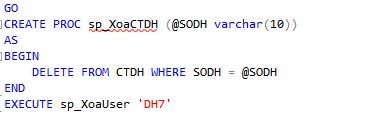 GO
CREATE PROC sp_XoaCTDH (@SODH varchar(10))
AS
BEGIN
DELETE FROM CTDH WHERE SODH = @SODH
END
EXECUTE sp_XoaUser 'DH7'